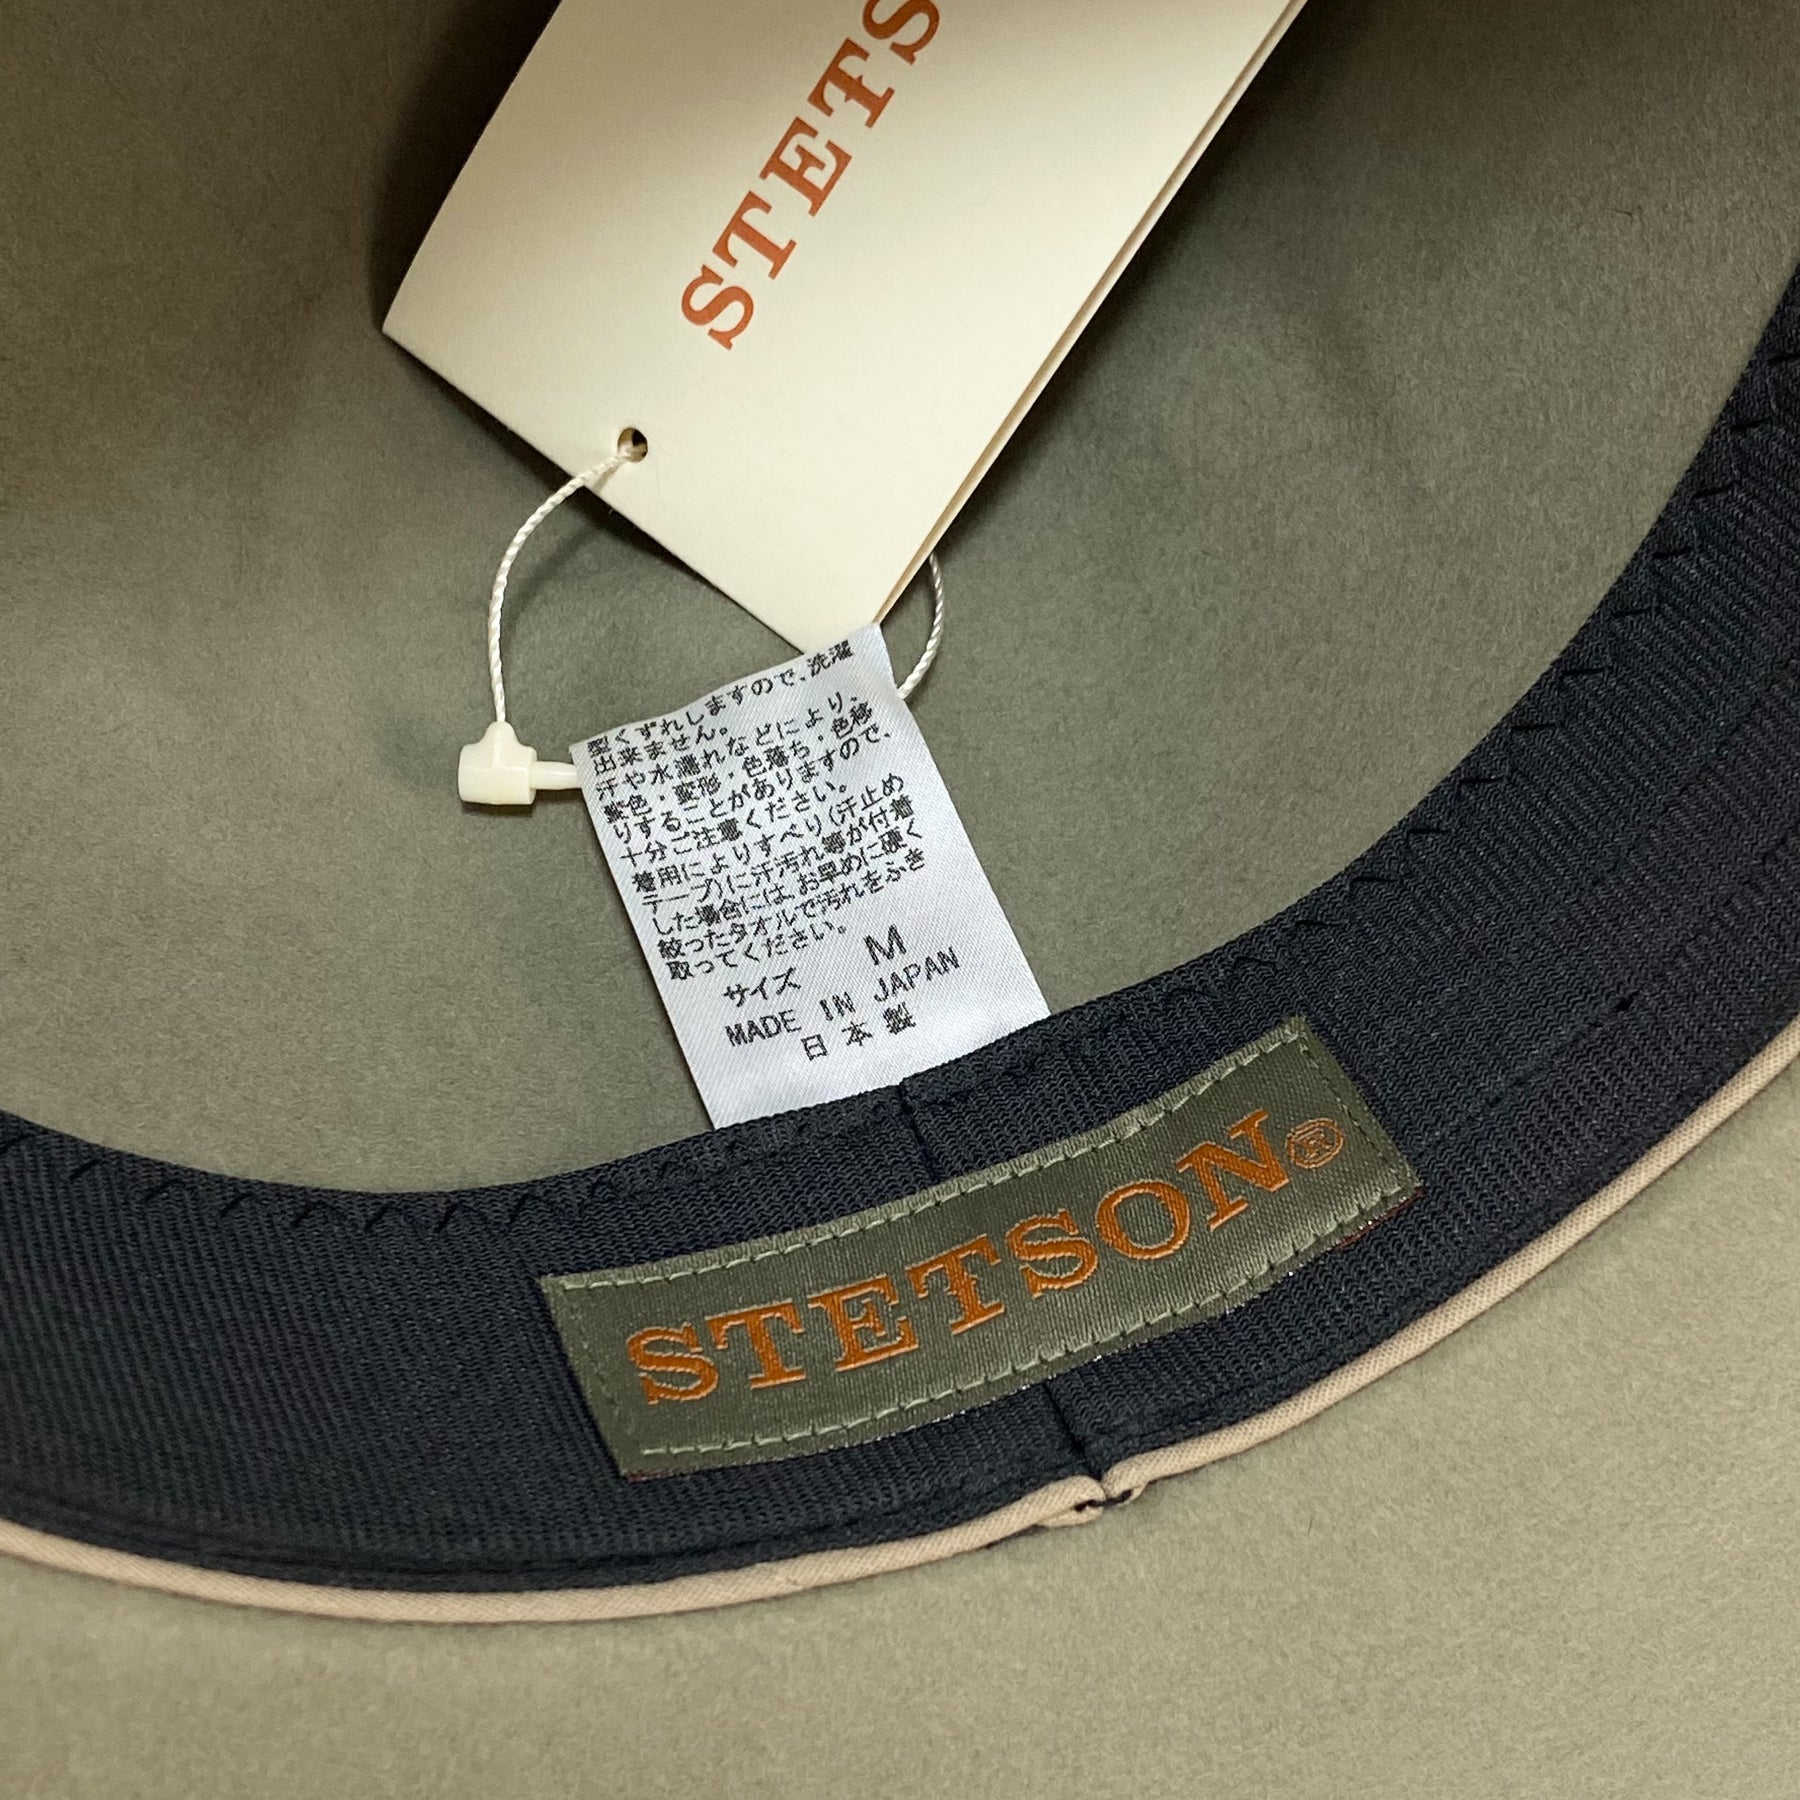 STETS
型くずれしますので、洗濯
出来ません。
汗や水濡れなどにより、
変色・変形・色落ち・色移
りすることがありますので、
十分ご注意ください。
着用によりすべり(汗止め
テープ)に汗汚れ等が付着
した場合には、お早めに硬く
絞ったタオルで汚れをふき
取ってください。
サイズ M
MADE IN JAPAN
日本製
STETSON®